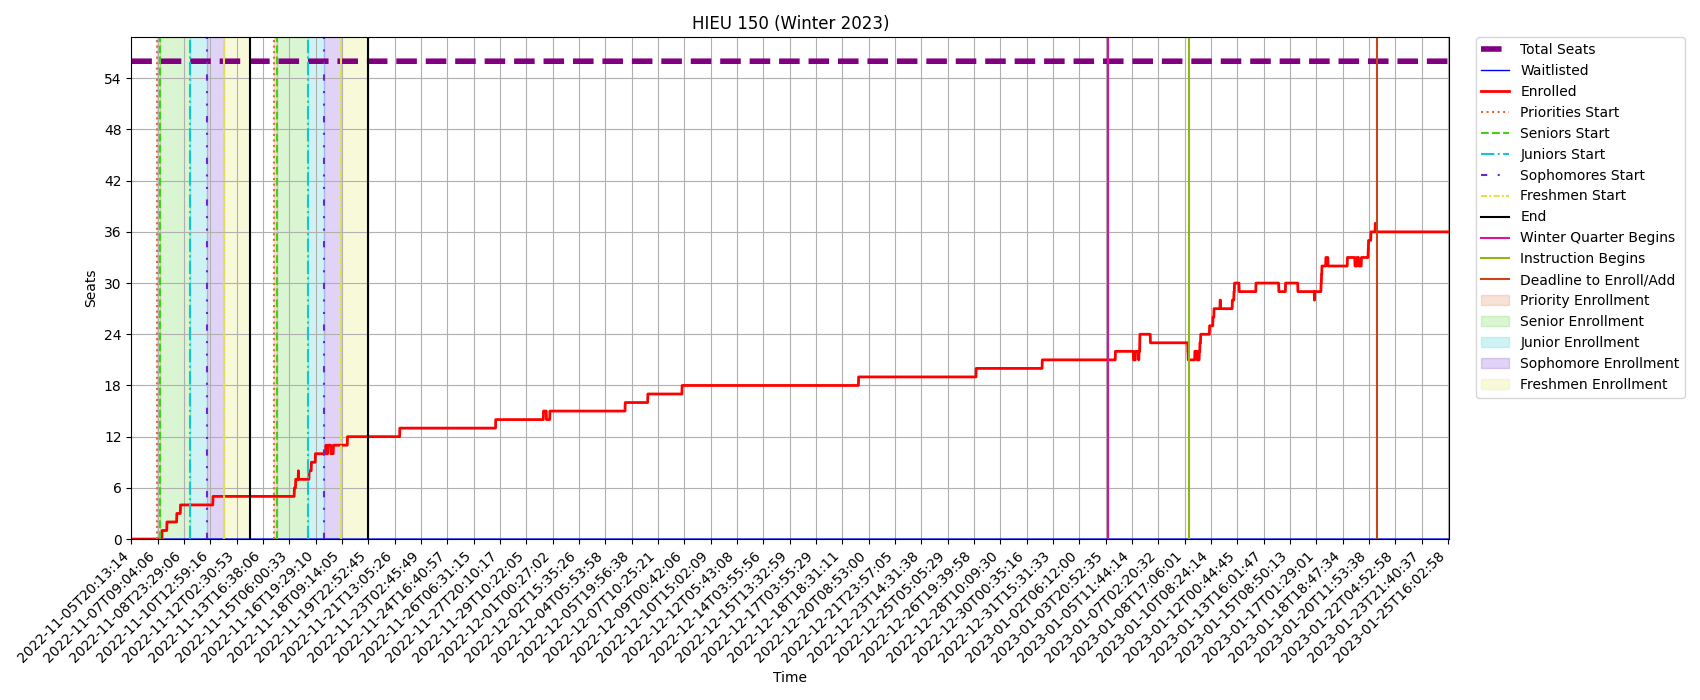 HIEU 150 (Winter 2023)
Seats
54
48
42
36
30
24
18
12
6
0
2022-11-05T20:13:14
2022-11-07T09:04:06
2022-11-08T23:29:06
2022-11-10T12:59:16
2022-11-12T02:30:53
2022-11-13T16:38:06
2022-11-15T06:00:33
2022-11-16T19:29:10
2022-11-18T09:14:05
2022-11-19T22:52:45
2022-11-21T13:05:26
2022-11-23T02:45:49
2022-11-24T16:40:57
2022-11-26T06:31:15
2022-11-27T20:10:17
2022-11-29T10:22:05
2022-12-01T00:27:02
2022-12-02T15:35:26
2022-12-04T05:53:58
2022-12-05T19:56:38
2022-12-07T10:25:21
2022-12-09T00:42:06
2022-12-10T15:02:09
2022-12-12T05:43:08
2022-12-14T03:55:56
2022-12-15T13:32:59
2022-12-17T03:55:29
2022-12-18T18:31:11
2022-12-20T08:53:00
2022-12-21T23:57:05
2022-12-23T14:31:38
2022-12-25T05:05:29
2022-12-26T19:39:58
2022-12-28T10:09:30
2022-12-30T00:35:16
2022-12-31T15:31:33
2023-01-02T06:12:00
2023-01-03T20:52:35
2023-01-05T11:44:14
2023-01-07T02:20:32
2023-01-08T17:06:01
2023-01-10T08:24:14
2023-01-12T00:44:45
2023-01-13T16:01:47
2023-01-15T08:50:13
2023-01-17T01:29:01
2023-01-18T18:47:34
2023-01-20T11:53:38
2023-01-22T04:52:58
2023-01-23T21:40:37
2023-01-25T16:02:58
Time
Total Seats
Waitlisted
Enrolled
Priorities Start
Seniors Start
Juniors Start
Sophomores Start
Freshmen Start
End
Winter Quarter Begins
Instruction Begins
Deadline to Enroll/Add
Priority Enrollment
Senior Enrollment
Junior Enrollment
Sophomore Enrollment
Freshmen Enrollment